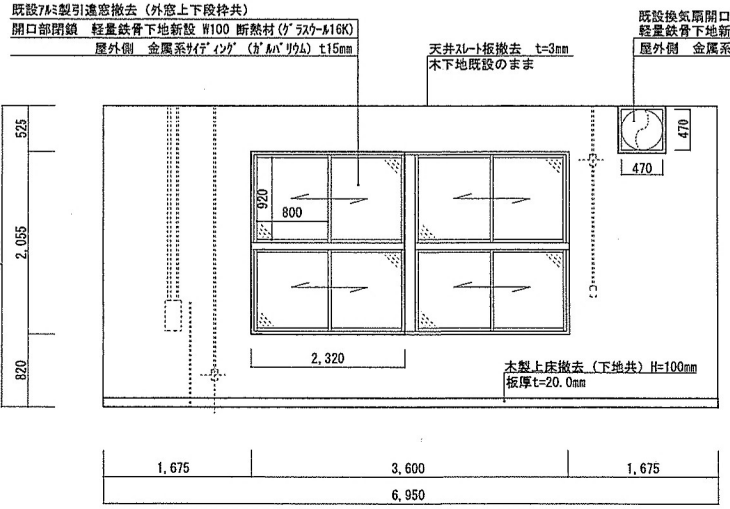 既設ｱﾙﾐ製引違窓撤去（外窓上下段枠共）
開口部閉鎖　軽量鉄骨下地新設 W100 断熱材(ｸﾞﾗｽｳｰﾙ16K)
屋外側　金属系ｻｲﾃﾞｨﾝｸﾞ（ｶﾞﾙﾊﾞﾘｳﾑ）t15mm
天井ｽﾚｰﾄ板撤去　t=3mm
木下地既設のまま
既設換気扇開口
軽量鉄骨下地新
屋外側　金属系
525
2,055
820
920
800
470
470
2,320
木製上床撤去（下地共）H=100mm
板厚t=20.0mm
1,675
3,600
1,675
6,950